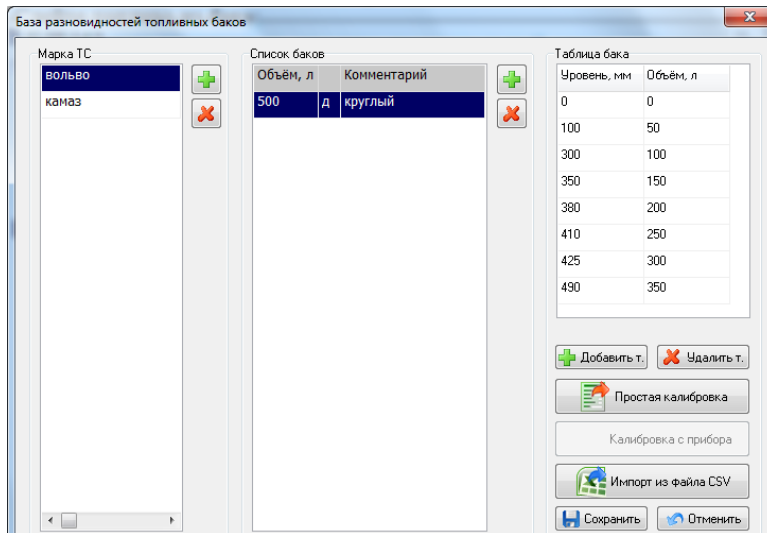 База разновидностей топливных баков
Марка ТС
вольво
камаз
Список баков
Объём, л Комментарий
500 д круглый
Таблица бака
Уровень, мм Объём, л
0 0
100 50
300 100
350 150
380 200
410 250
425 300
490 350
Добавить т. Удалить т.
Простая калибровка
Калибровка с прибора
Импорт из файла CSV
Сохранить Отменить